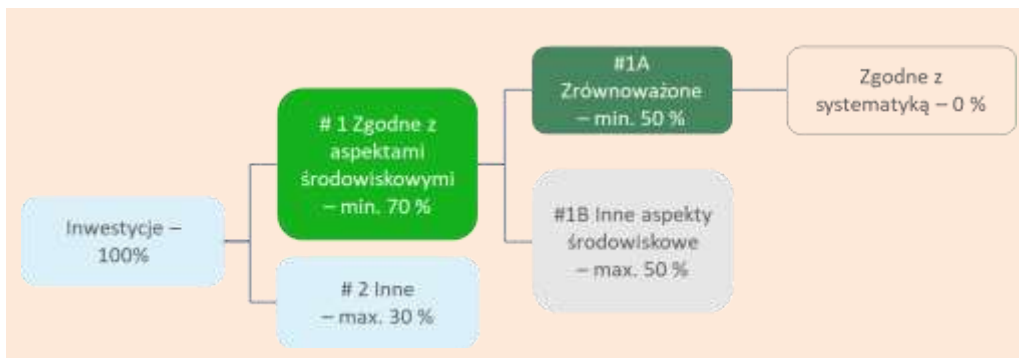 Inwestycje –
100%
# 1 Zgodne z
aspektami
środowiskowymi
– min. 70 %
# 2 Inne
– max. 30 %
#1A
Zrównoważone
– min. 50 %
#1B Inne aspekty
środowiskowe
– max. 50 %
Zgodne z
systematyką – 0 %